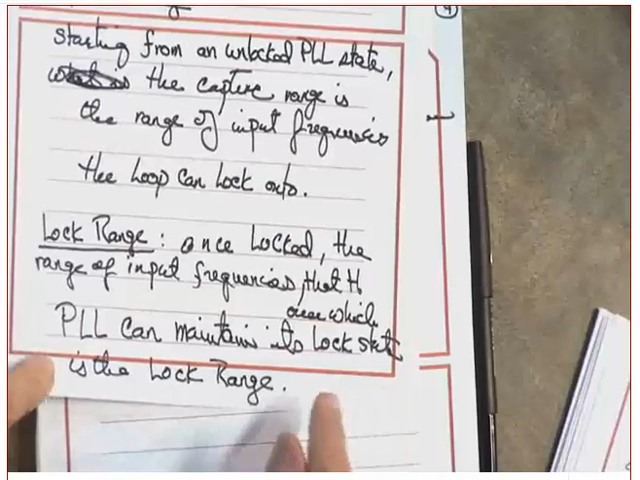 starting from an unlocked PLL state,
the capture range is
the range of input frequencies
the loop can lock onto.
Lock Range : once Locked, the
range of input frequencies, that th
over which
PLL can maintain its lock state
is the Lock Range.